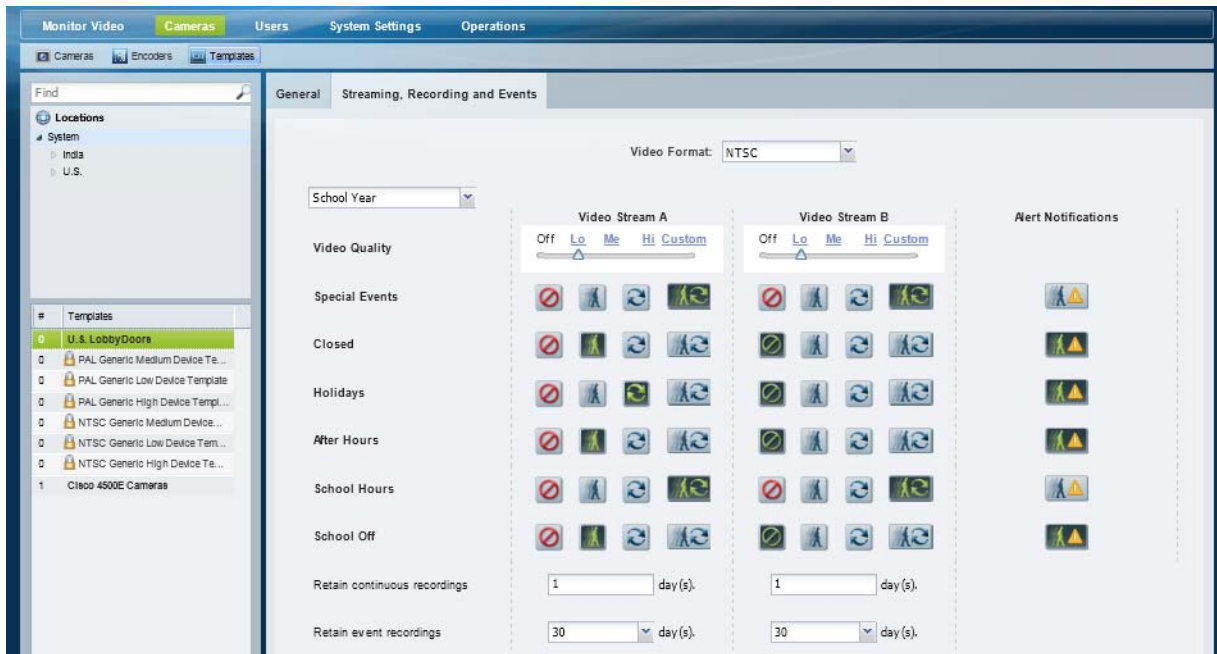 Monitor Video Cameras Users System Settings Operations
Cameras Encoders Templates
Find
Locations
System
India
U.S.
# Templates
0 U.S. LobbyDoors
0 PAL Generic Medium Device Te...
0 PAL Generic Low Device Template
0 PAL Generic High Device Templ...
0 NTSC Generic Medium Device...
0 NTSC Generic Low Device Tem...
0 NTSC Generic High Device Te...
1 Cisco 4500E Cameras
General Streaming, Recording and Events
Video Format: NTSC
School Year
Video Stream A Video Stream B Alert Notifications
Video Quality Off Lo Me Hi Custom Off Lo Me Hi Custom
Special Events
Closed
Holidays
After Hours
School Hours
School Off
Retain continuous recordings 1 day(s). 1 day(s).
Retain event recordings 30 day(s). 30 day(s).